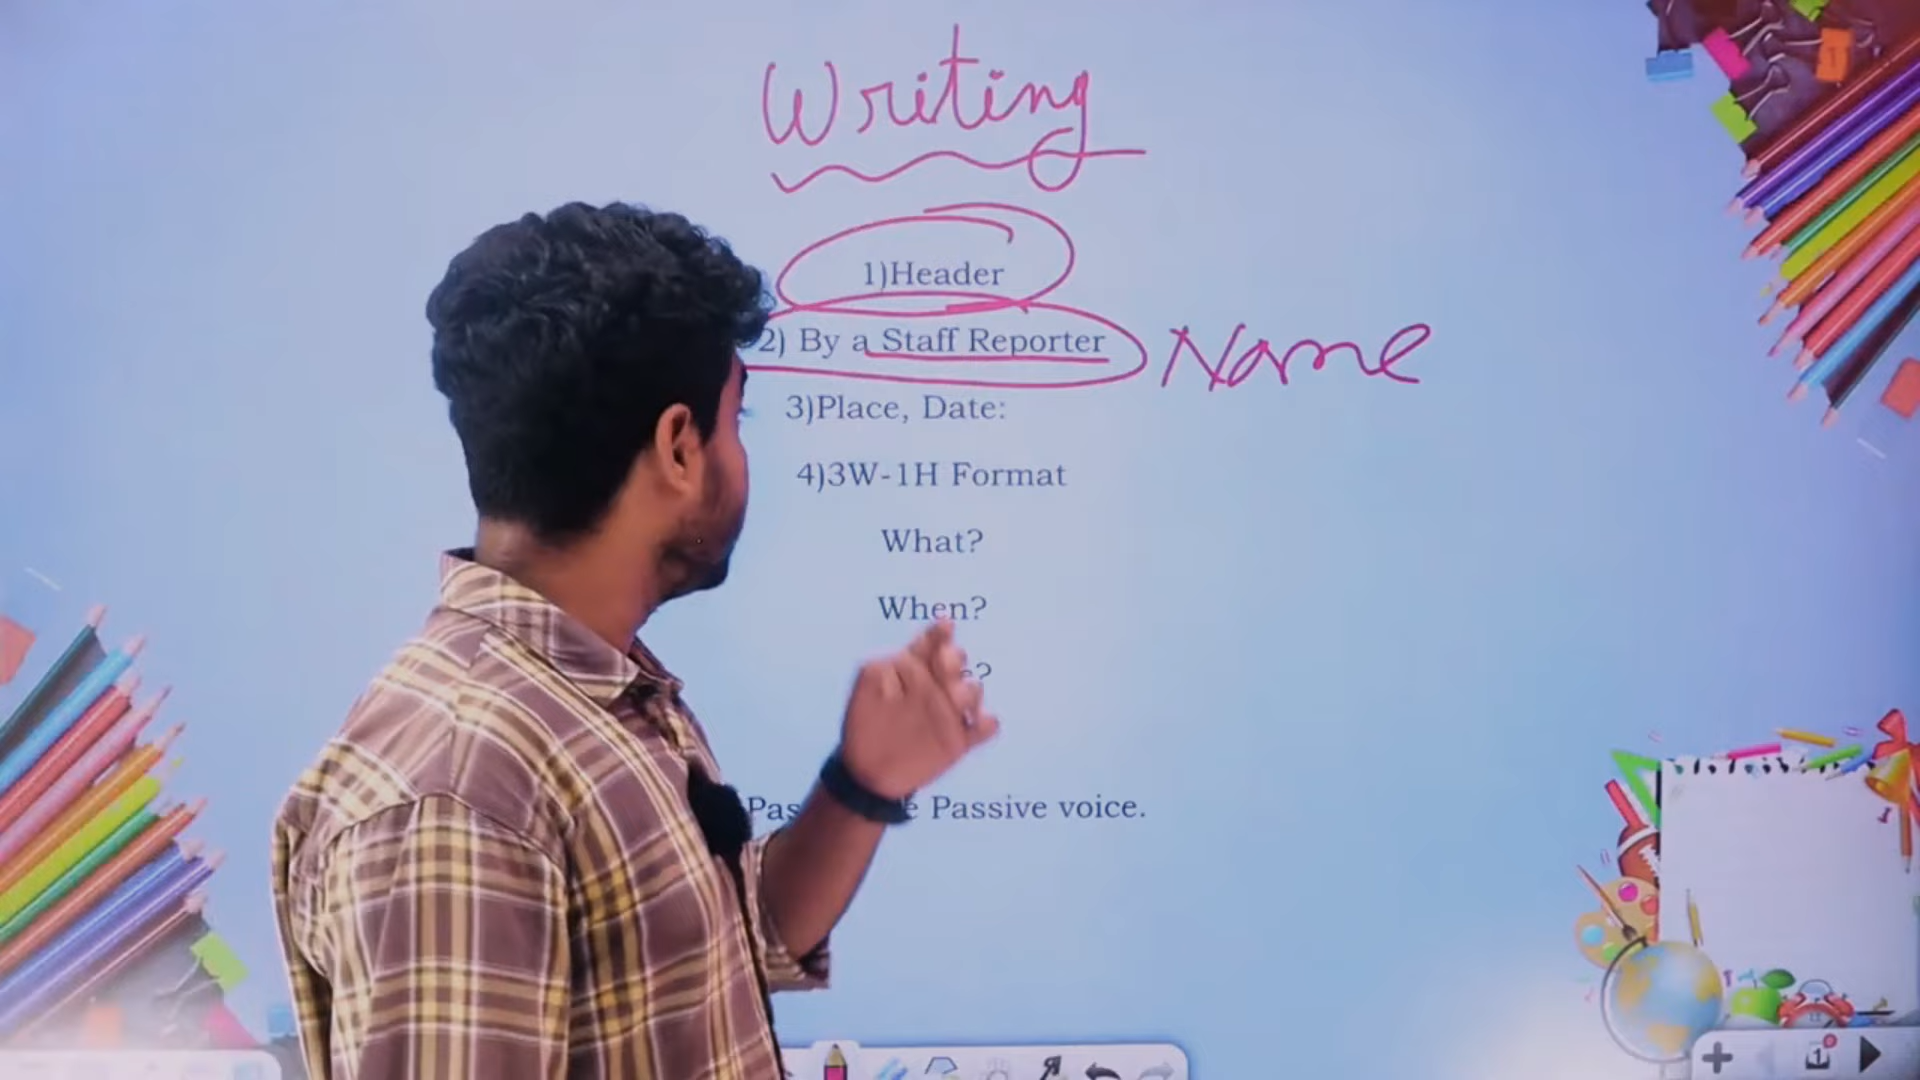 Writing
1)Header
2) By a Staff Reporter Name
3)Place, Date:
4)3W-1H Format
What?
When?
Passive voice.
1